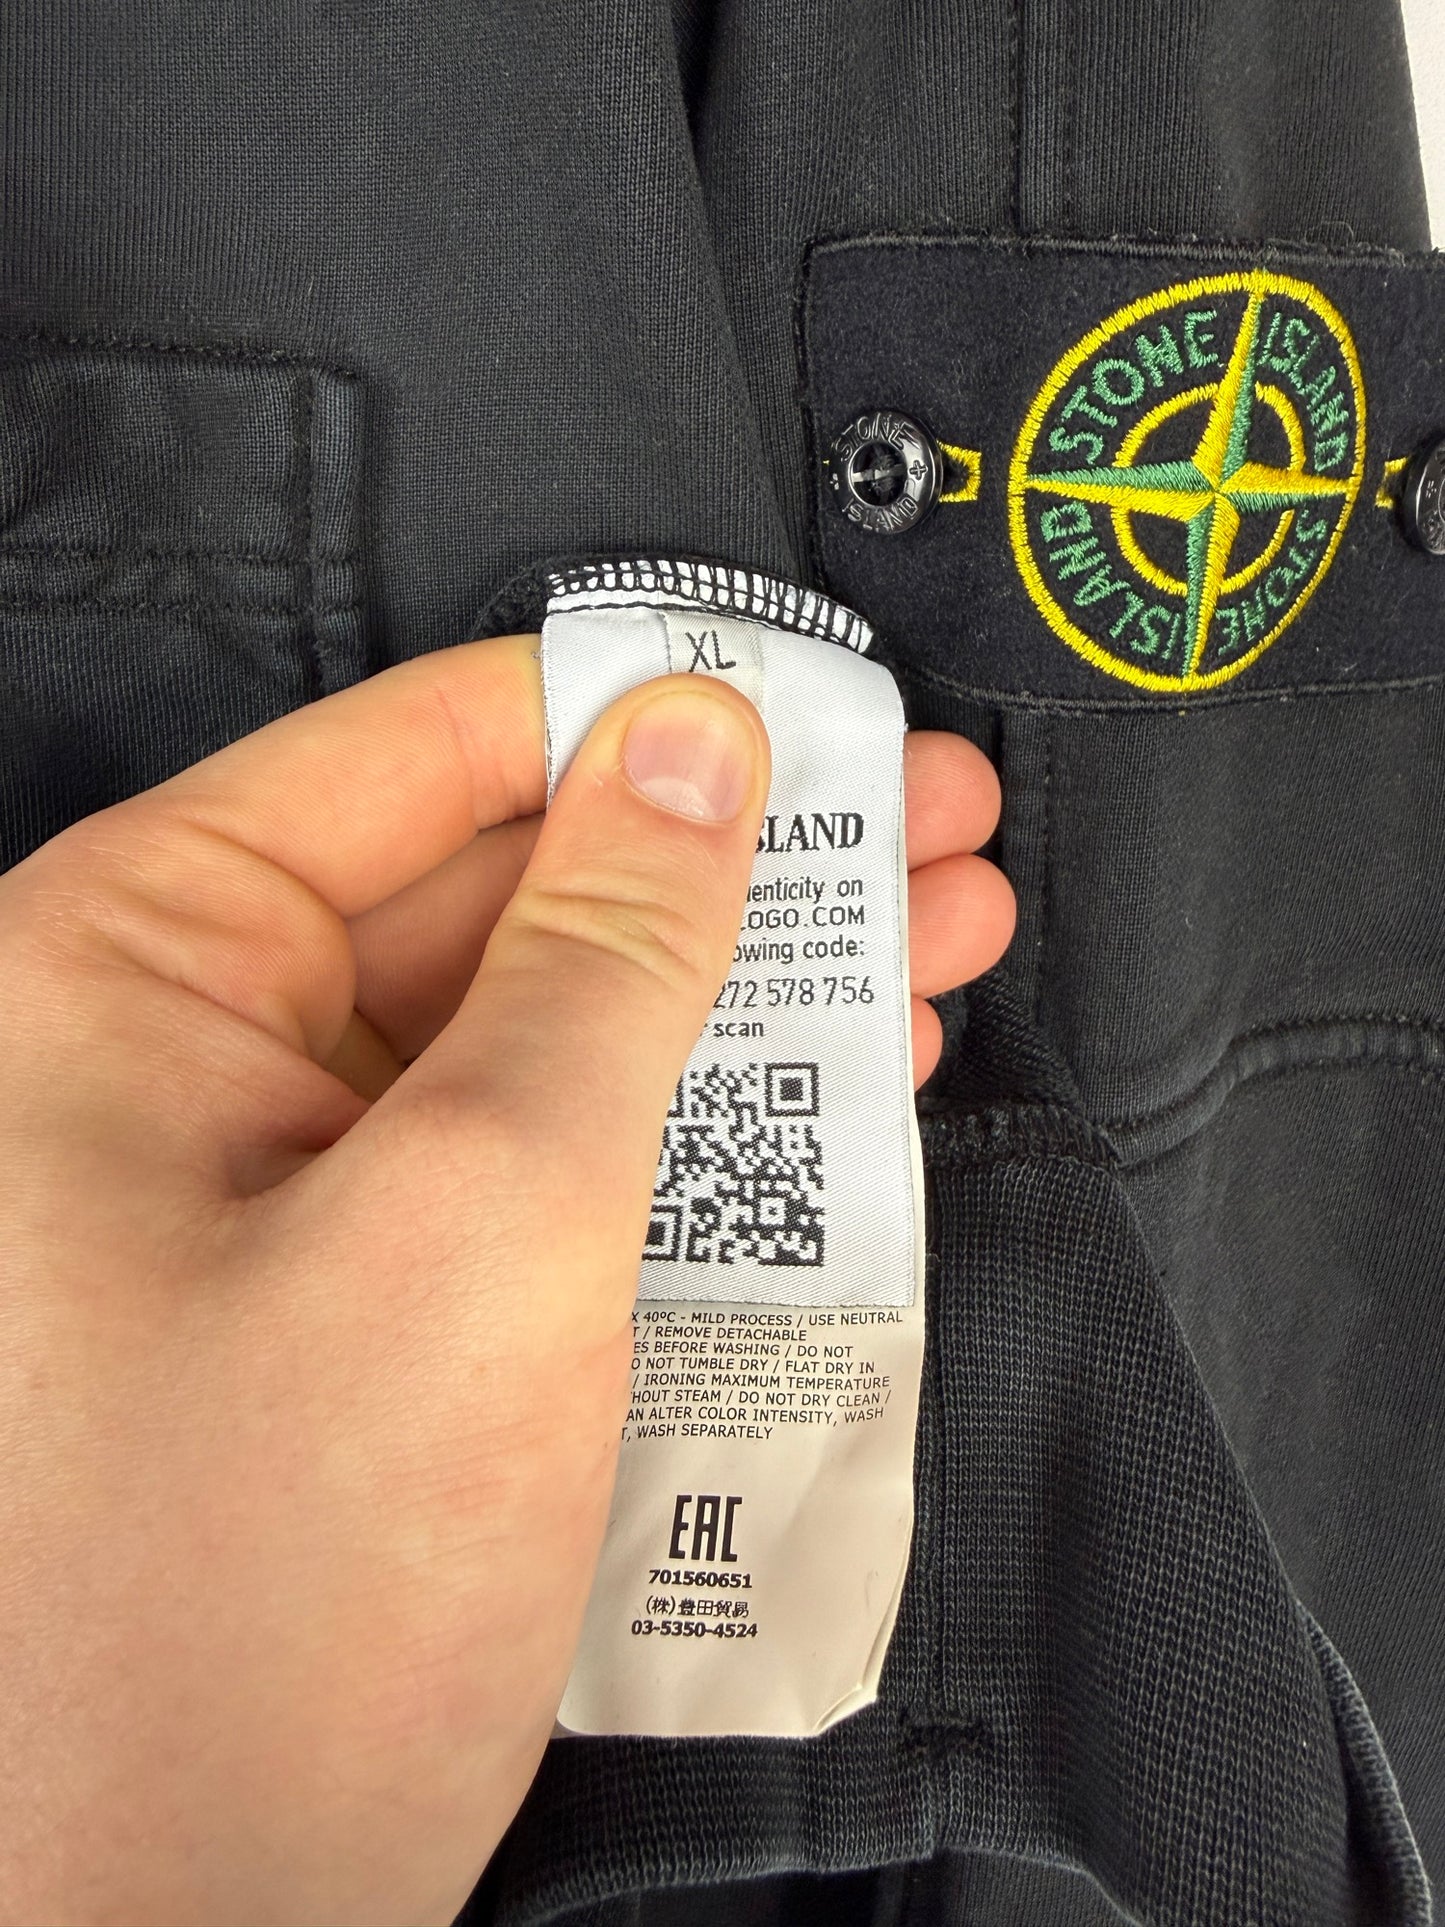 STONE ISLAND
STONE ISLAND
STONE ISLAND
XL
ISLAND
enticity on
LOGO.COM
owing code:
272 578 756
scan
X 40°C - MILD PROCESS / USE NEUTRAL
T / REMOVE DETACHABLE
ES BEFORE WASHING / DO NOT
O NOT TUMBLE DRY / FLAT DRY IN
/ IRONING MAXIMUM TEMPERATURE
HOUT STEAM / DO NOT DRY CLEAN /
AN ALTER COLOR INTENSITY, WASH
T, WASH SEPARATELY
EAC
701560651
(株)豊田貿易
03-5350-4524